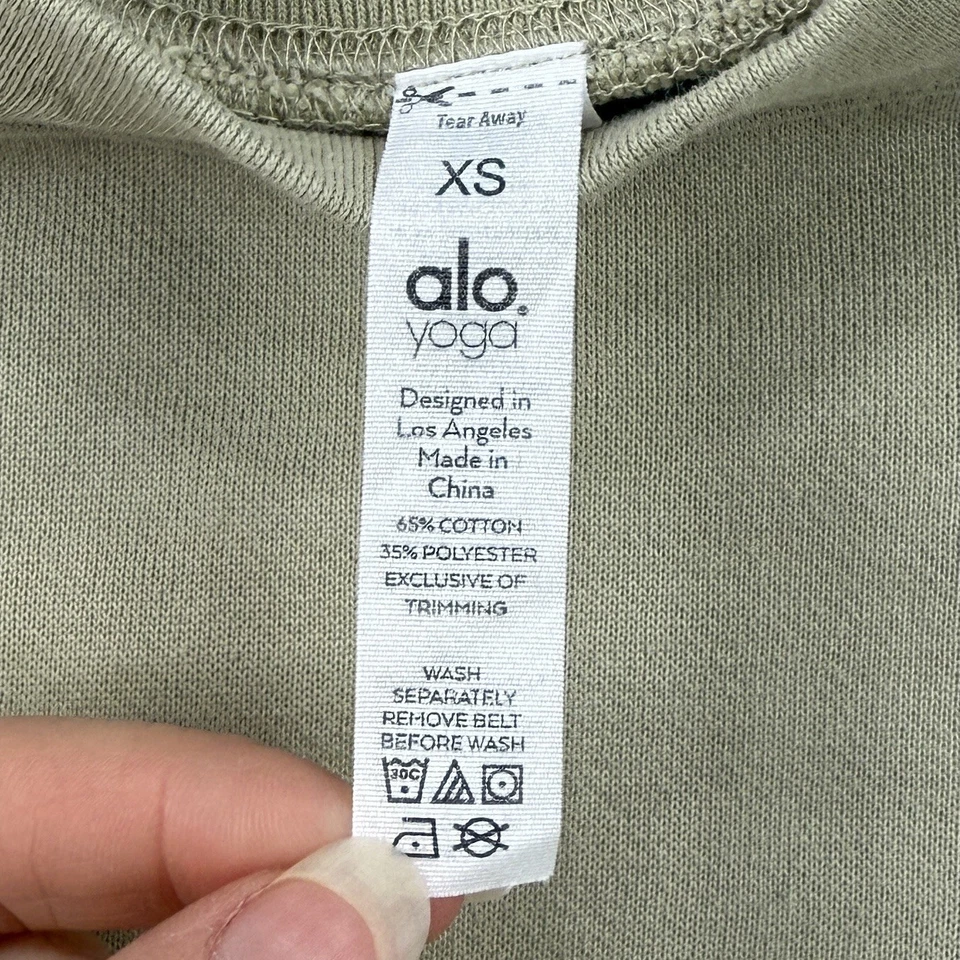 Tear Away
XS
alo.
yoga
Designed in
Los Angeles
Made in
China
65% COTTON
35% POLYESTER
EXCLUSIVE OF
TRIMMING
WASH
SEPARATELY
REMOVE BELT
BEFORE WASH
30C